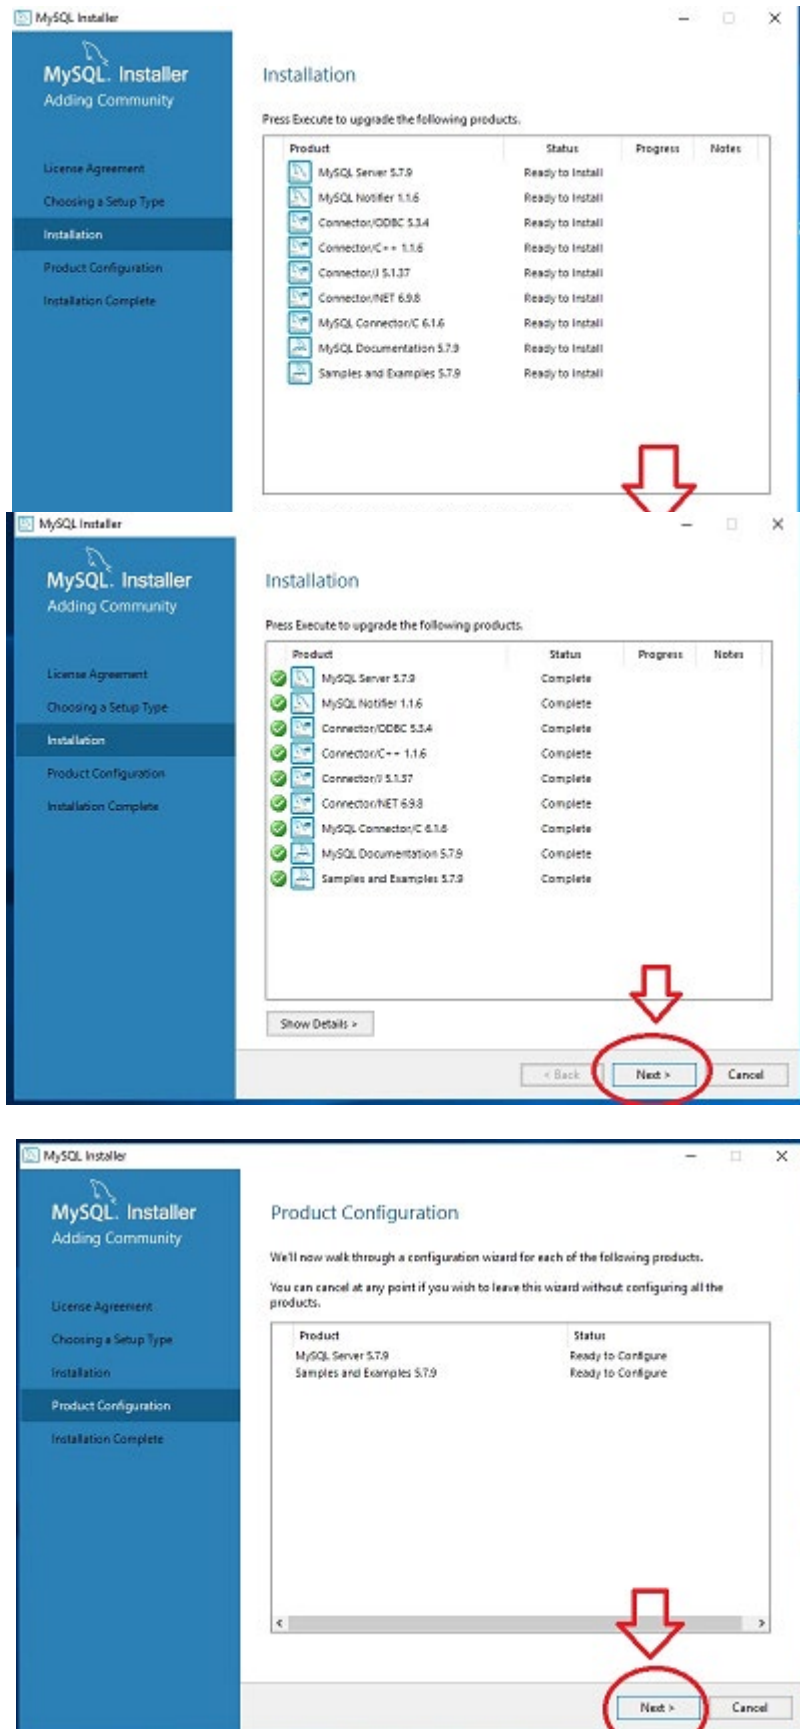 MySQL Installer
MySQL. Installer
Adding Community
License Agreement
Choosing a Setup Type
Installation
Product Configuration
Installation Complete
Installation
Press Execute to upgrade the following products.
Product Status Progress Notes
MySQL Server 5.7.9 Ready to Install
MySQL Notifier 1.1.6 Ready to Install
Connector/ODBC 5.3.4 Ready to Install
Connector/C++ 1.1.6 Ready to Install
Connector/J 5.1.37 Ready to Install
Connector/NET 6.9.8 Ready to Install
MySQL Connector/C 6.1.6 Ready to Install
MySQL Documentation 5.7.9 Ready to Install
Samples and Examples 5.7.9 Ready to Install
MySQL Installer
MySQL. Installer
Adding Community
License Agreement
Choosing a Setup Type
Installation
Product Configuration
Installation Complete
Installation
Press Execute to upgrade the following products.
Product Status Progress Notes
MySQL Server 5.7.9 Complete
MySQL Notifier 1.1.6 Complete
Connector/ODBC 5.3.4 Complete
Connector/C++ 1.1.6 Complete
Connector/J 5.1.37 Complete
Connector/NET 6.9.8 Complete
MySQL Connector/C 6.1.6 Complete
MySQL Documentation 5.7.9 Complete
Samples and Examples 5.7.9 Complete
Show Details >
< Back Next > Cancel
MySQL Installer
MySQL. Installer
Adding Community
License Agreement
Choosing a Setup Type
Installation
Product Configuration
Installation Complete
Product Configuration
We'll now walk through a configuration wizard for each of the following products.
You can cancel at any point if you wish to leave this wizard without configuring all the
products.
Product Status
MySQL Server 5.7.9 Ready to Configure
Samples and Examples 5.7.9 Ready to Configure
Next > Cancel